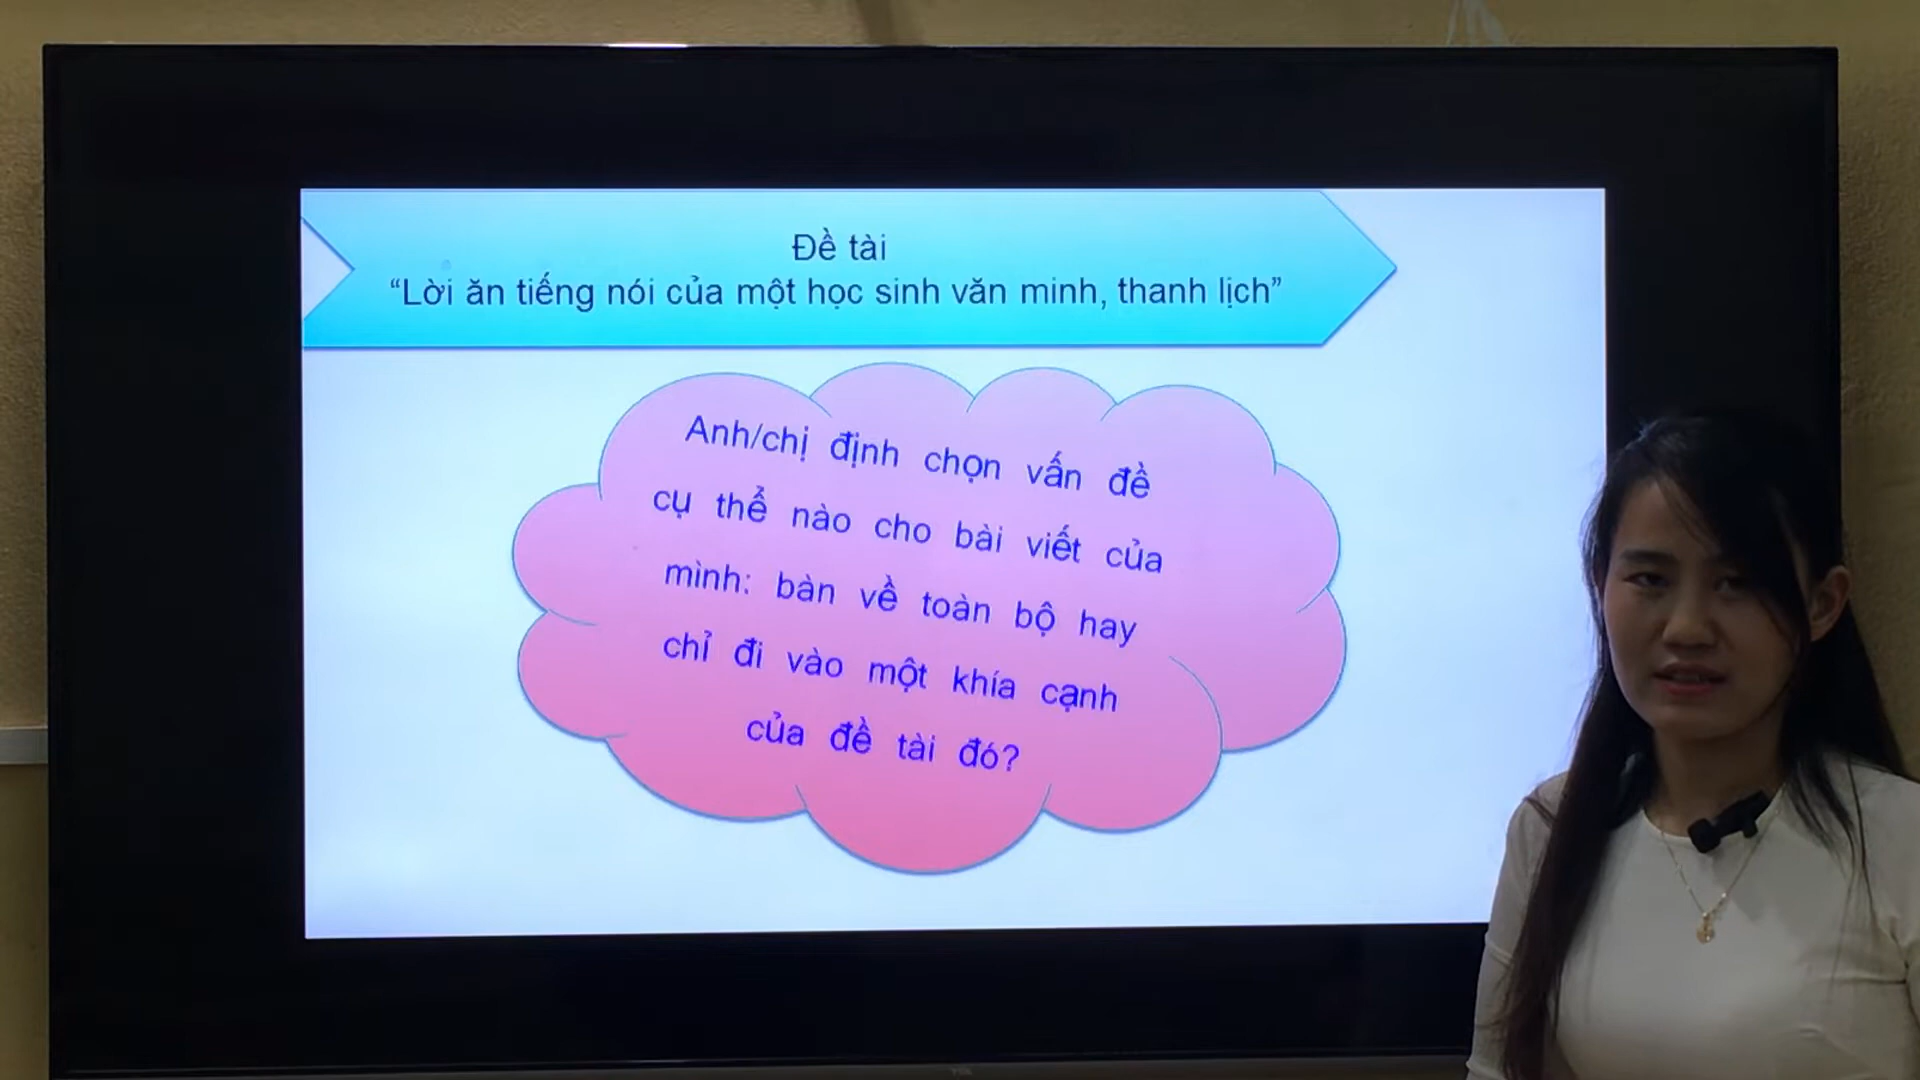 Đề tài
“Lời ăn tiếng nói của một học sinh văn minh, thanh lịch”
Anh/chị định chọn vấn đề
cụ thể nào cho bài viết của
mình: bàn về toàn bộ hay
chỉ đi vào một khía cạnh
của đề tài đó?